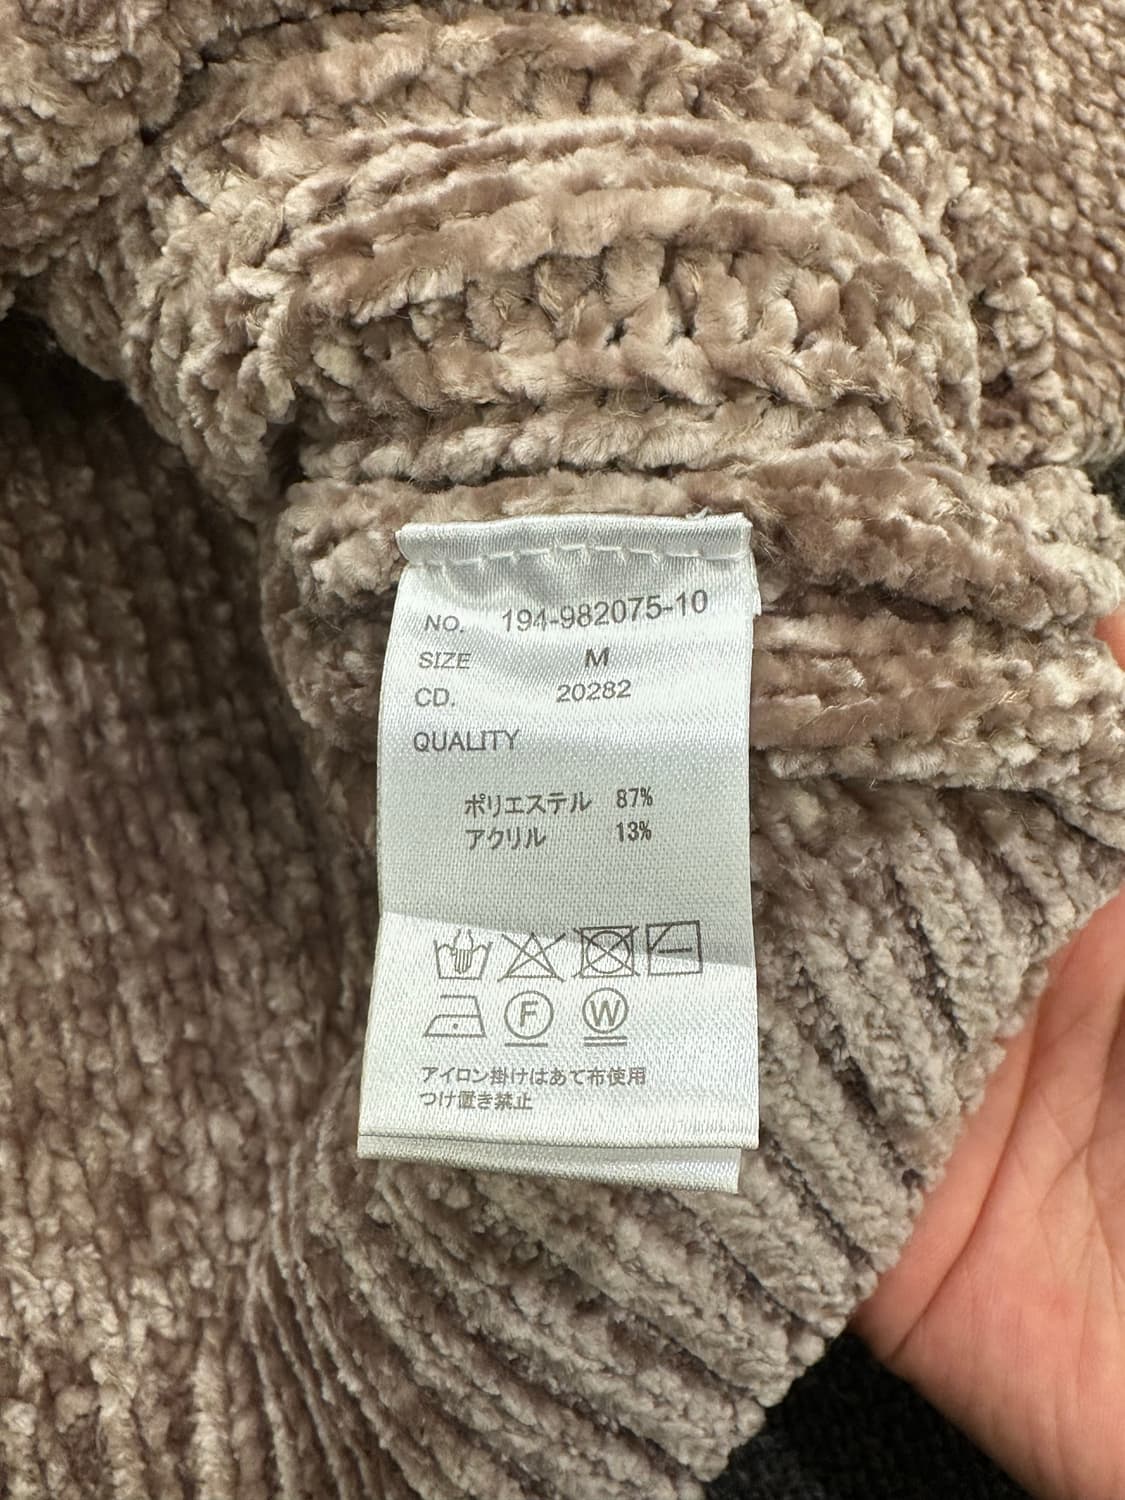 NO. 194-982075-10
SIZE M
CD. 20282
QUALITY
ポリエステル 87%
アクリル 13%
F W
アイロン掛けはあて布使用
つけ置き禁止